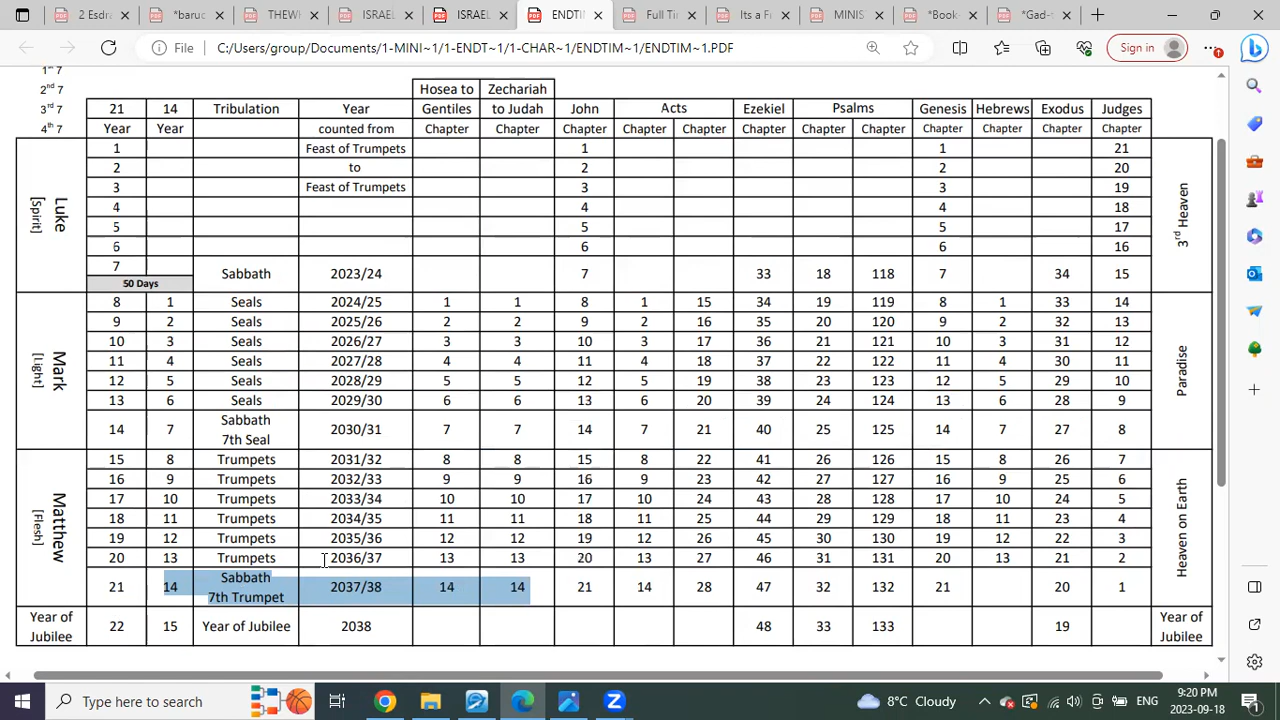 2 Esdra
*baruc
THEWI
ISRAEL
ISRAEL
ENDTIM
Full Tim
Its a F
MINIS
*Book-
*Gad-t
File C:/Users/group/Documents/1-MINI~1/1-ENDT~1/1-CHAR~1/ENDTIM~1/ENDTIM~1.PDF Sign in
1st 7
2nd 7 Hosea to Zechariah
3rd 7 21 14 Tribulation Year Gentiles to Judah John Acts Ezekiel Psalms Genesis Hebrews Exodus Judges
4th 7 Year Year counted from Chapter Chapter Chapter Chapter Chapter Chapter Chapter Chapter Chapter Chapter Chapter Chapter
1 Feast of Trumpets 1 1 21
2 to 2 2 20
3 Feast of Trumpets 3 3 19
4 4 4 18
5 5 5 17
6 6 6 16
7 Sabbath 2023/24 7 33 18 118 7 34 15
50 Days
Luke
[Spirit]
3rd Heaven
8 1 Seals 2024/25 1 1 8 1 15 34 19 119 8 1 33 14
9 2 Seals 2025/26 2 2 9 2 16 35 20 120 9 2 32 13
10 3 Seals 2026/27 3 3 10 3 17 36 21 121 10 3 31 12
11 4 Seals 2027/28 4 4 11 4 18 37 22 122 11 4 30 11
12 5 Seals 2028/29 5 5 12 5 19 38 23 123 12 5 29 10
13 6 Seals 2029/30 6 6 13 6 20 39 24 124 13 6 28 9
Sabbath
14 7 7th Seal 2030/31 7 7 14 7 21 40 25 125 14 7 27 8
Mark
[Light]
Paradise
15 8 Trumpets 2031/32 8 8 15 8 22 41 26 126 15 8 26 7
16 9 Trumpets 2032/33 9 9 16 9 23 42 27 127 16 9 25 6
17 10 Trumpets 2033/34 10 10 17 10 24 43 28 128 17 10 24 5
18 11 Trumpets 2034/35 11 11 18 11 25 44 29 129 18 11 23 4
19 12 Trumpets 2035/36 12 12 19 12 26 45 30 130 19 12 22 3
20 13 Trumpets 2036/37 13 13 20 13 27 46 31 131 20 13 21 2
Sabbath
21 14 7th Trumpet 2037/38 14 14 21 14 28 47 32 132 21 20 1
Matthew
[Flesh]
Heaven on Earth
Year of Jubilee 22 15 Year of Jubilee 2038 48 33 133 19 Year of Jubilee
Type here to search
8°C Cloudy
ENG
9:20 PM
2023-09-18
1